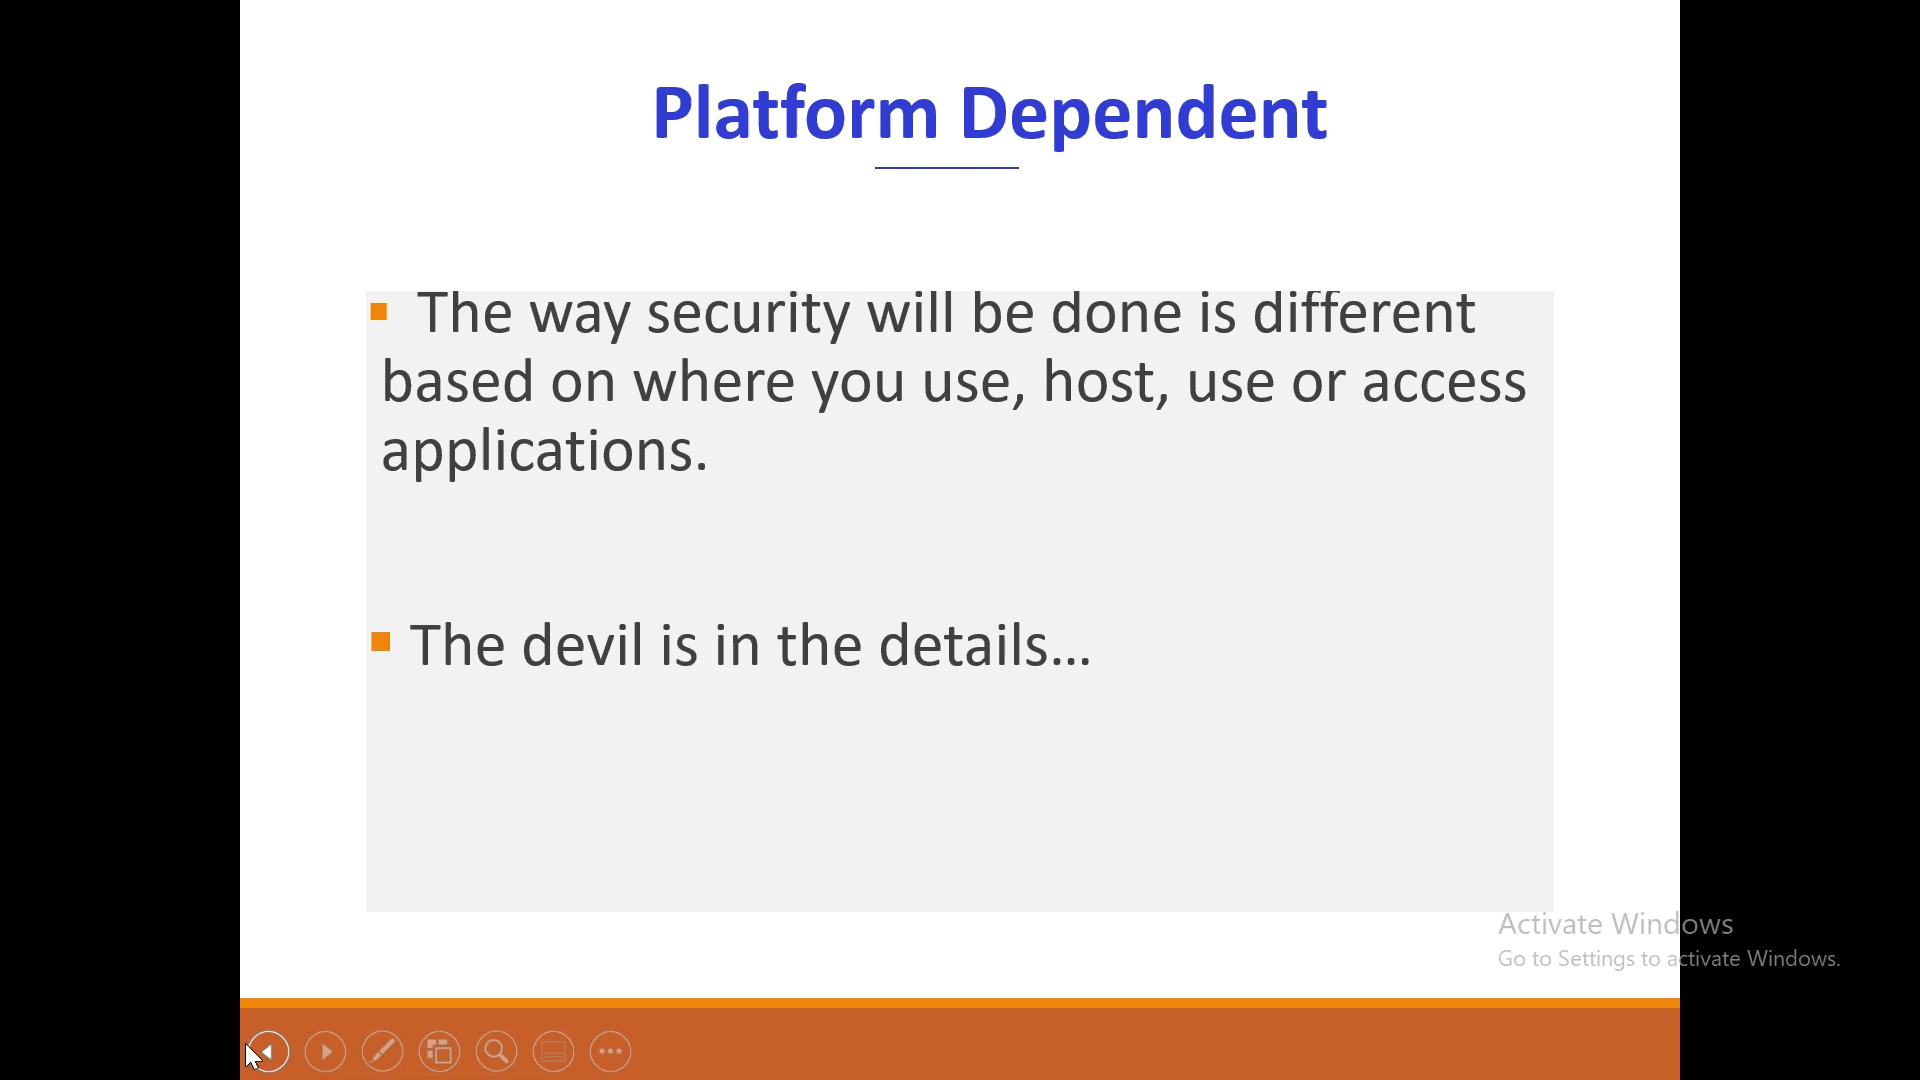 Platform Dependent
The way security will be done is different
based on where you use, host, use or access
applications.
The devil is in the details...
Activate Windows
Go to Settings to activate Windows.